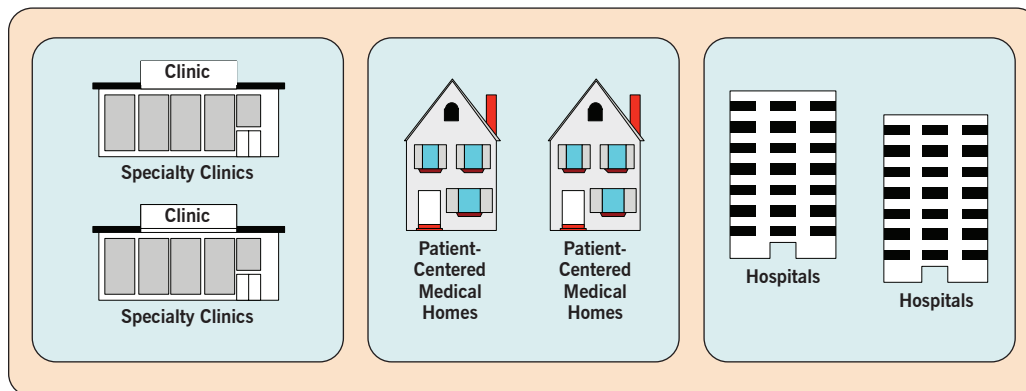 Clinic
Specialty Clinics
Clinic
Specialty Clinics
Patient-
Centered
Medical
Homes
Patient-
Centered
Medical
Homes
Hospitals
Hospitals